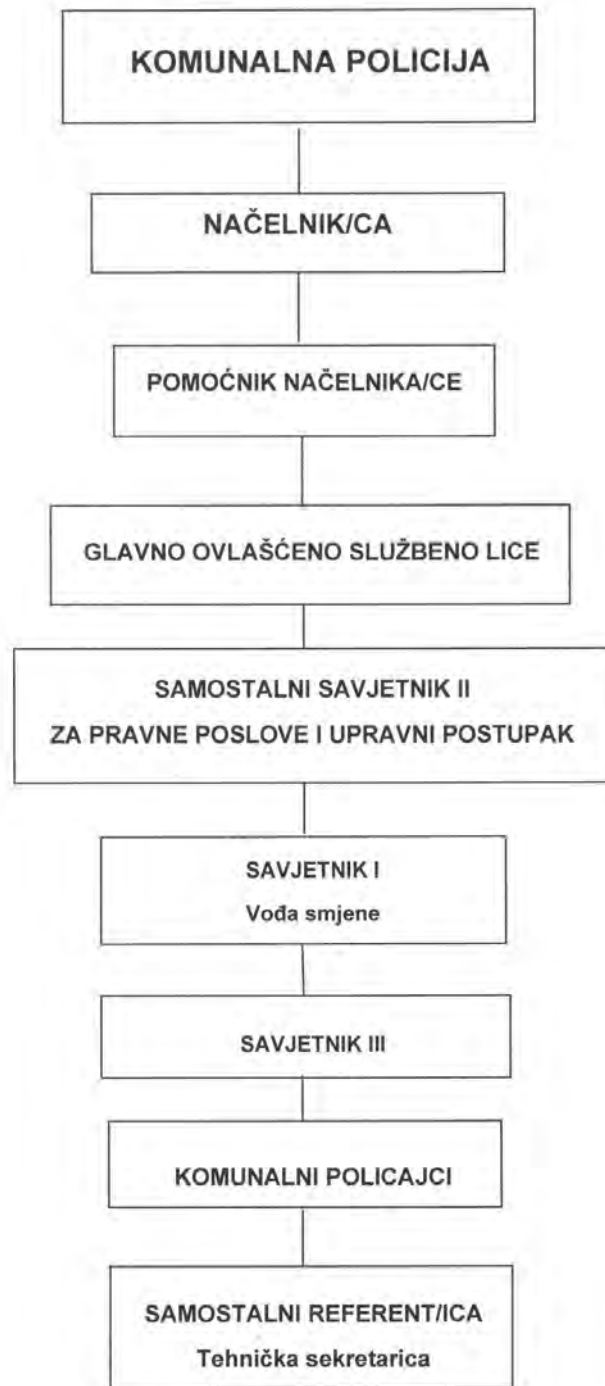 KOMUNALNA POLICIJA
NAČELNIK/CA
POMOĆNIK NAČELNIKA/CE
GLAVNO OVLAŠĆENO SLUŽBENO LICE
SAMOSTALNI SAVJETNIK II
ZA PRAVNE POSLOVE I UPRAVNI POSTUPAK
SAVJETNIK I
Vođa smjene
SAVJETNIK III
KOMUNALNI POLICAJCI
SAMOSTALNI REFERENT/ICA
Tehnička sekretarica